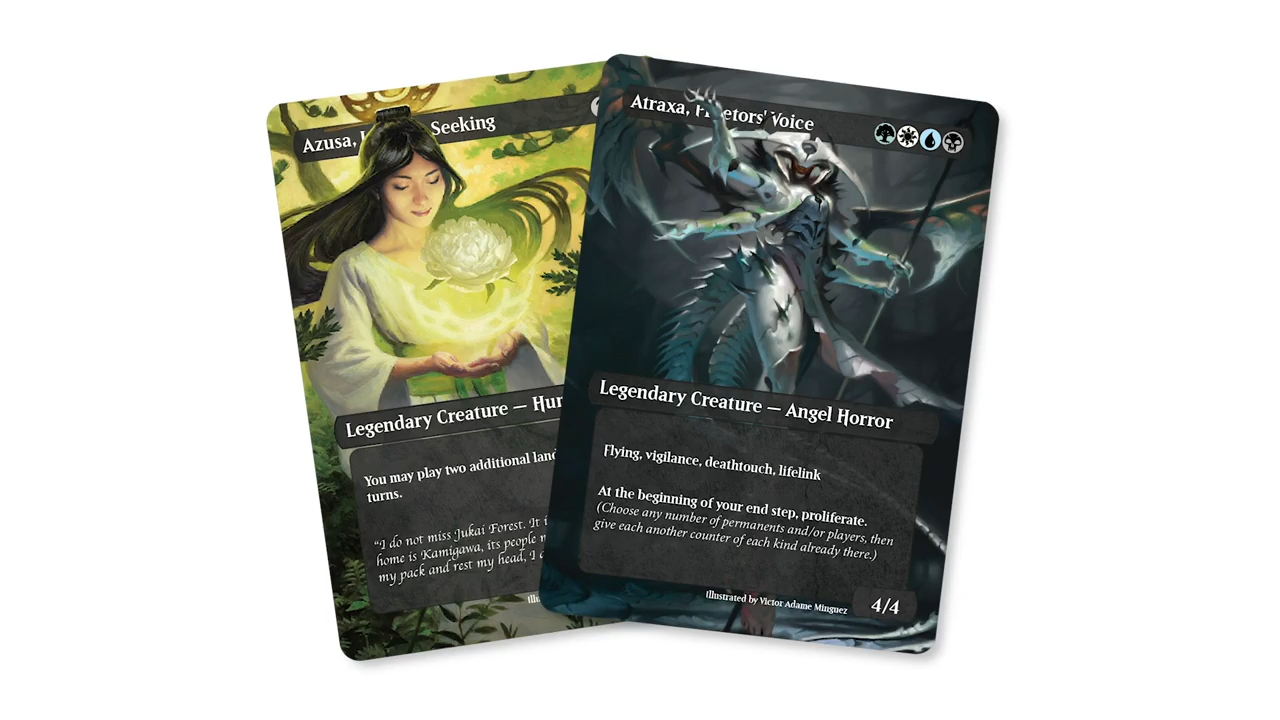 Azusa, Seeking
Legendary Creature — Hu
You may play two additional land
turns.
"I do not miss Jukai Forest. It i
home is Kamigawa, its people
my pack and rest my head, I
Atraxa, Praetors' Voice
Legendary Creature — Angel Horror
Flying, vigilance, deathtouch, lifelink
At the beginning of your end step, proliferate.
(Choose any number of permanents and/or players, then
give each another counter of each kind already there.)
Illustrated by Victor Adame Minguez
4/4